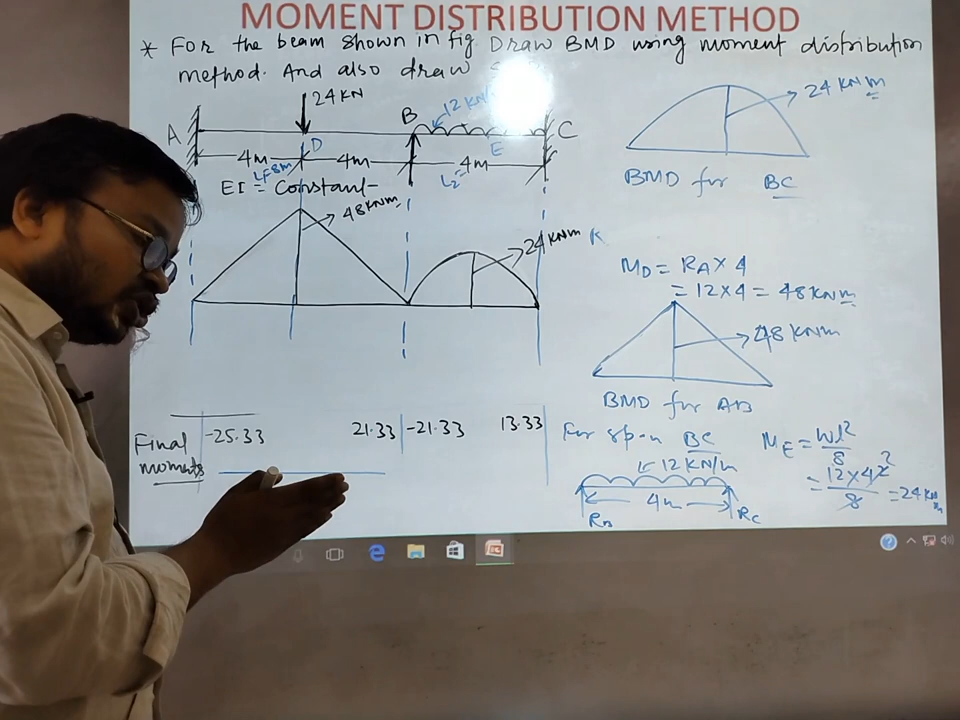 MOMENT DISTRIBUTION METHOD
* For the beam shown in fig. Draw BMD using moment distribution
method. And also draw
24 KN
A
B
12 KN/
C
D
E
4m
4m
4m
L1=8m
L2=
EI = Constant
48 KNm
24 KNm
24 KNm
BMD for BC
MD = RA × 4
= 12 × 4 = 48 KNm
48 KNm
BMD for AB
Final
moments
-25.33
21.33
-21.33
13.33
For span BC
12 KN/m
4m
RB
RC
ME = Wl²
8
= 12 × 4²
8
= 24 KNm